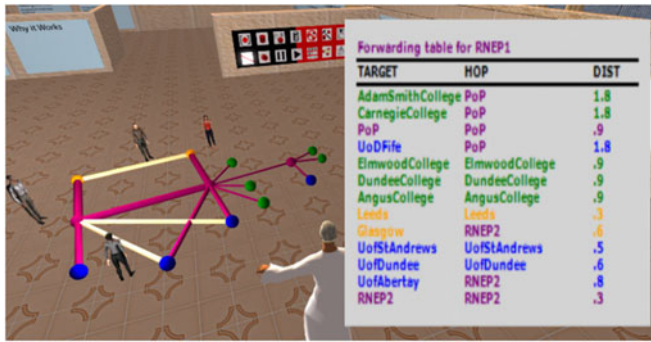 Why it Works
Forwarding table for RNEP1
TARGET HOP DIST
AdamSmithCollege PoP 1.8
CarnegieCollege PoP 1.8
PoP PoP .9
UoDFife PoP 1.8
ElmwoodCollege ElmwoodCollege .9
DundeeCollege DundeeCollege .9
AngusCollege AngusCollege .9
Leeds Leeds .3
Glasgow RNEP2 .6
UofStAndrews UofStAndrews .5
UofDundee UofDundee .6
UofAbertay RNEP2 .8
RNEP2 RNEP2 .3